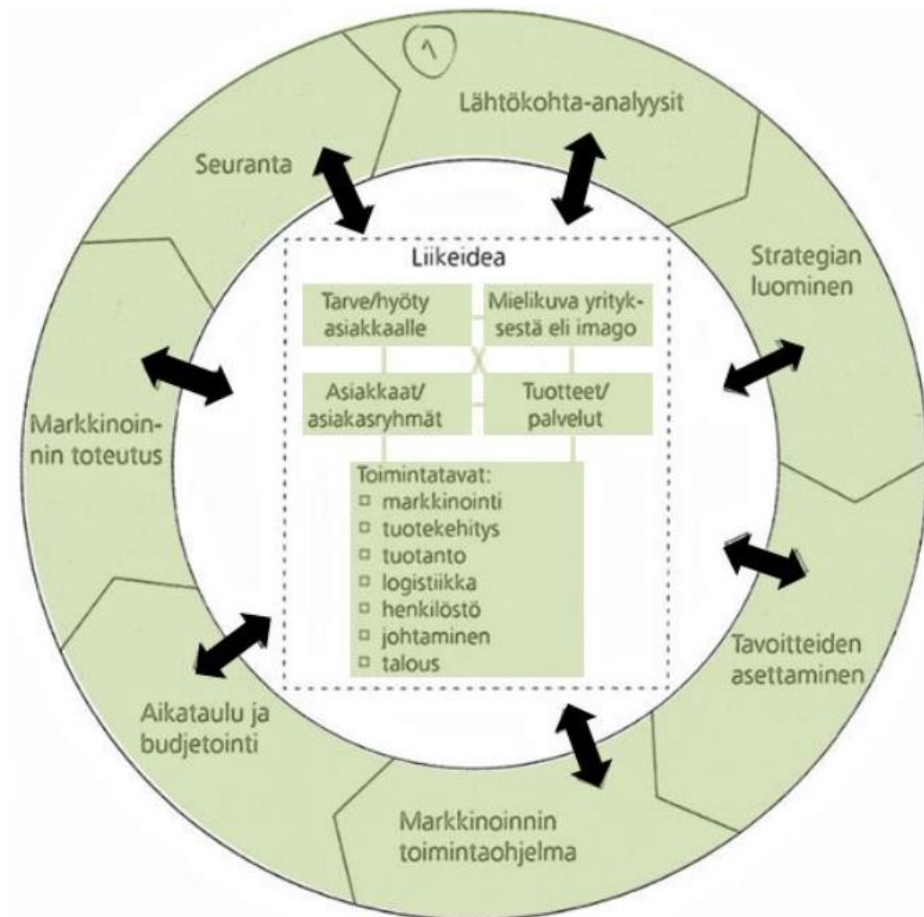 1
Lähtökohta-analyysit
Strategian
luominen
Tavoitteiden
asettaminen
Markkinoinnin
toimintaohjelma
Aikataulu ja
budjetointi
Markkinoin-
nin toteutus
Seuranta
Liikeidea
Tarve/hyöty
asiakkaalle
Mielikuva yrityk-
sestä eli imago
Asiakkaat/
asiakasryhmät
Tuotteet/
palvelut
Toimintatavat:
□ markkinointi
□ tuotekehitys
□ tuotanto
□ logistiikka
□ henkilöstö
□ johtaminen
□ talous